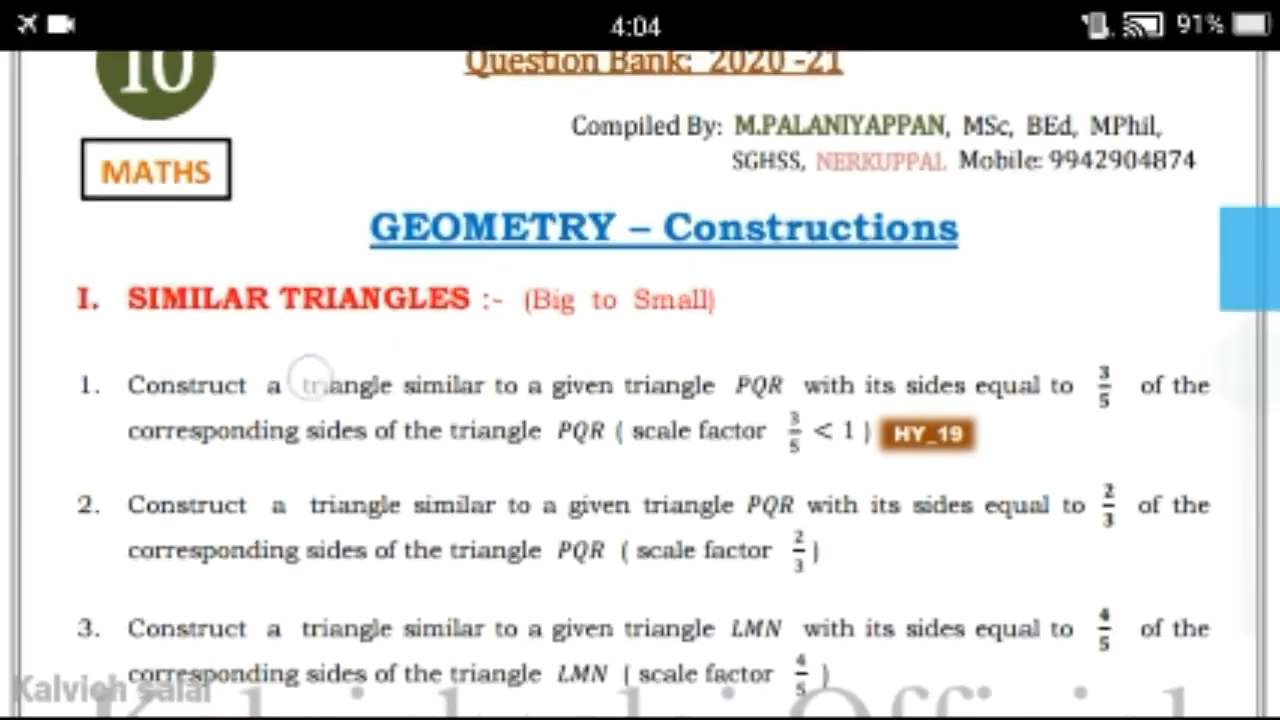 4:04
91%
10
Question Bank: 2020 -21
Compiled By: M.PALANIYAPPAN, MSc, BEd, MPhil,
SGHSS, NERKUPPAI. Mobile: 9942904874
MATHS
GEOMETRY – Constructions
I. SIMILAR TRIANGLES :- (Big to Small)
1. Construct a triangle similar to a given triangle PQR with its sides equal to 3/5 of the
corresponding sides of the triangle PQR ( scale factor 3/5 < 1 ) HY_19
2. Construct a triangle similar to a given triangle PQR with its sides equal to 2/3 of the
corresponding sides of the triangle PQR ( scale factor 2/3 )
3. Construct a triangle similar to a given triangle LMN with its sides equal to 4/5 of the
corresponding sides of the triangle LMN ( scale factor 4/5 )
Kalvich salai
Official